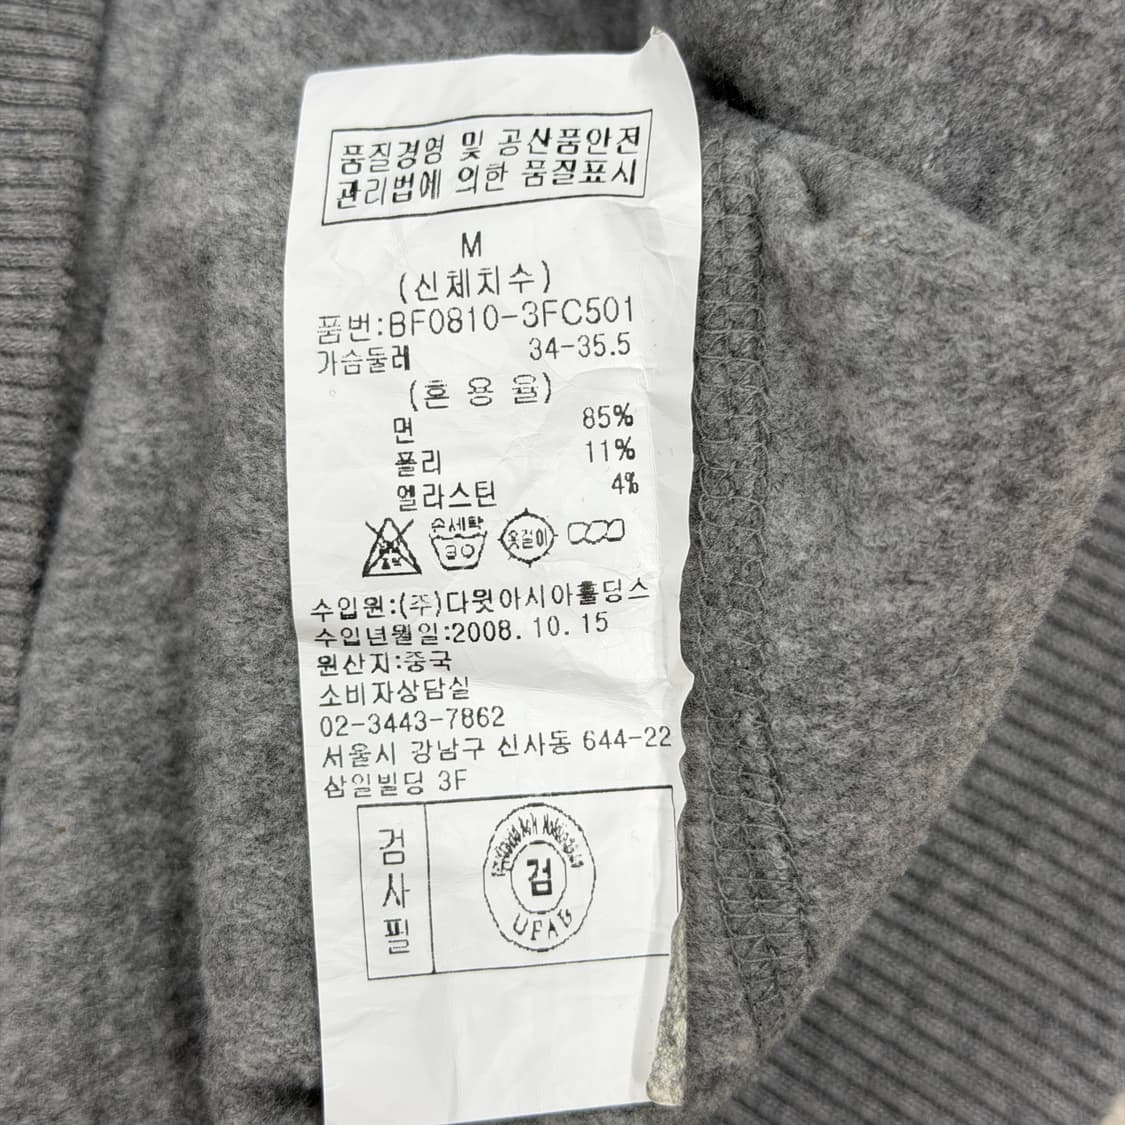 품질경영 및 공산품안전
관리법에 의한 품질표시
M
(신체치수)
품번:BF0810-3FC501
가슴둘레 34-35.5
(혼용율)
면 85%
폴리 11%
엘라스틴 4%
손세탁
옷걸이
수입원:(주)다윗아시아홀딩스
수입년월일:2008.10.15
원산지:중국
소비자상담실
02-3443-7862
서울시 강남구 신사동 644-22
삼일빌딩 3F
검사필
검